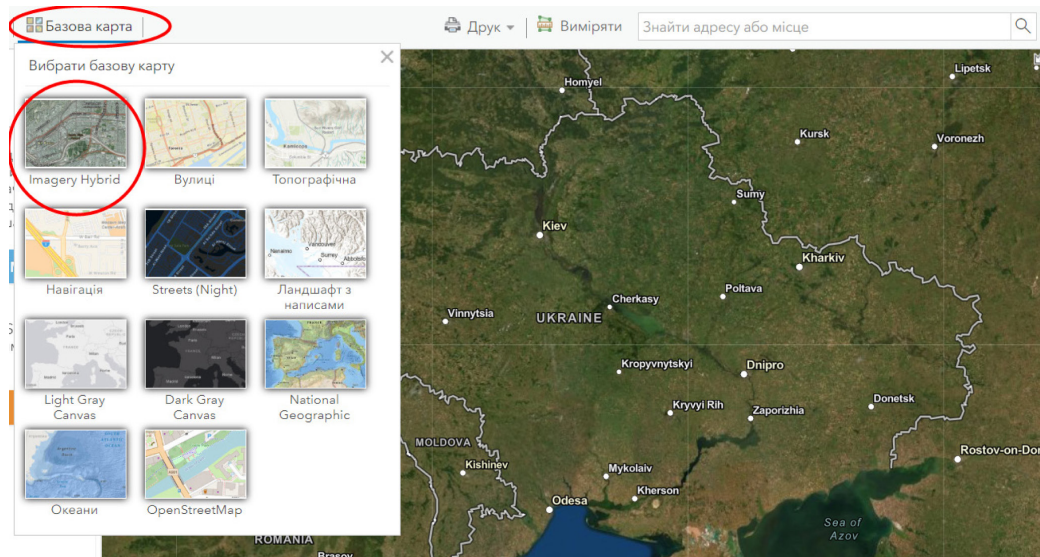 Базова карта
Друк
Виміряти
Знайти адресу або місце
Вибрати базову карту
Imagery Hybrid
Вулиці
Топографічна
Навігація
Streets (Night)
Ландшафт з
написами
Light Gray
Canvas
Dark Gray
Canvas
National
Geographic
Океани
OpenStreetMap
Homyel
Lipetsk
Kursk
Voronezh
Sumy
Kiev
Kharkiv
Poltava
Cherkasy
Vinnytsia
UKRAINE
Kropyvnytskyi
Dnipro
Kryvyi Rih
Zaporizhia
Donetsk
MOLDOVA
Kishinev
Rostov-on-Don
Mykolaiv
Kherson
Odesa
Sea of
Azov
ROMANIA
Brasov